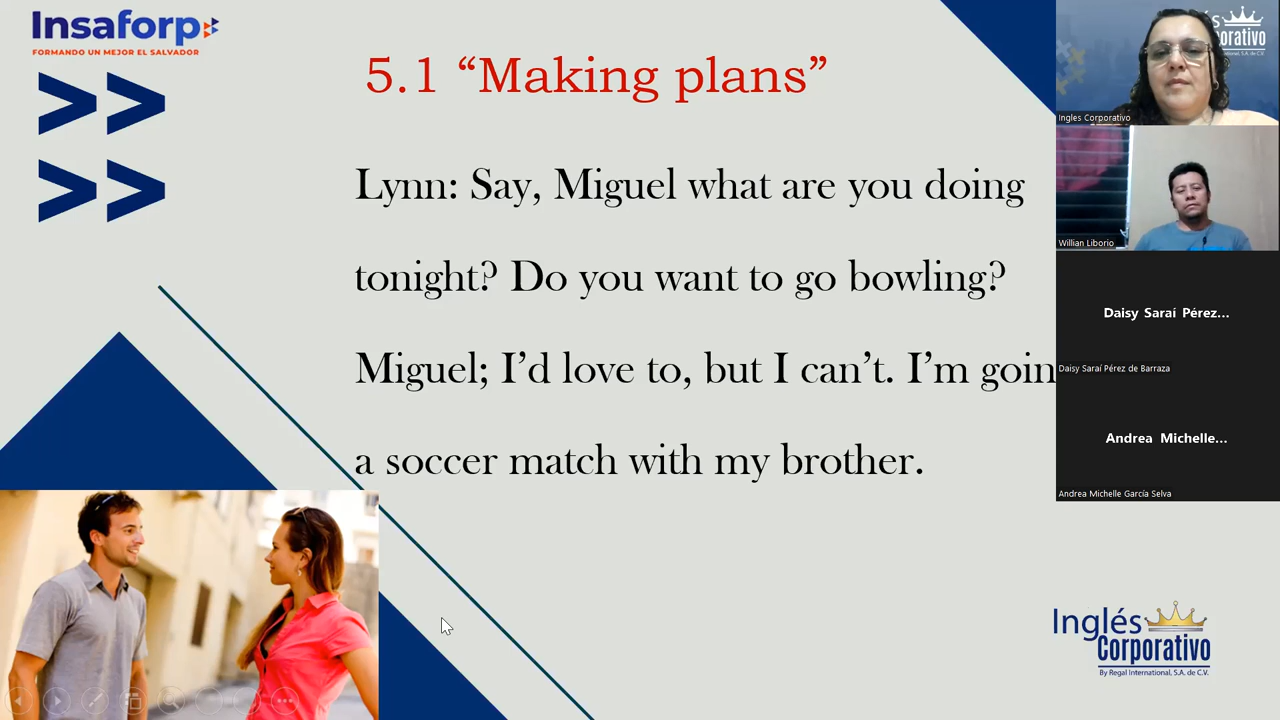 Insaforp
FORMANDO UN MEJOR EL SALVADOR
>>
>>
5.1 “Making plans”
Lynn: Say, Miguel what are you doing
tonight? Do you want to go bowling?
Miguel; I’d love to, but I can’t. I’m goin
a soccer match with my brother.
Ingles Corporativo
Willian Liborio
Daisy Saraí Pérez...
Daisy Saraí Pérez de Barraza
Andrea Michelle...
Andrea Michelle García Selva
Inglés
Corporativo
By Regal International, S.A. de C.V.